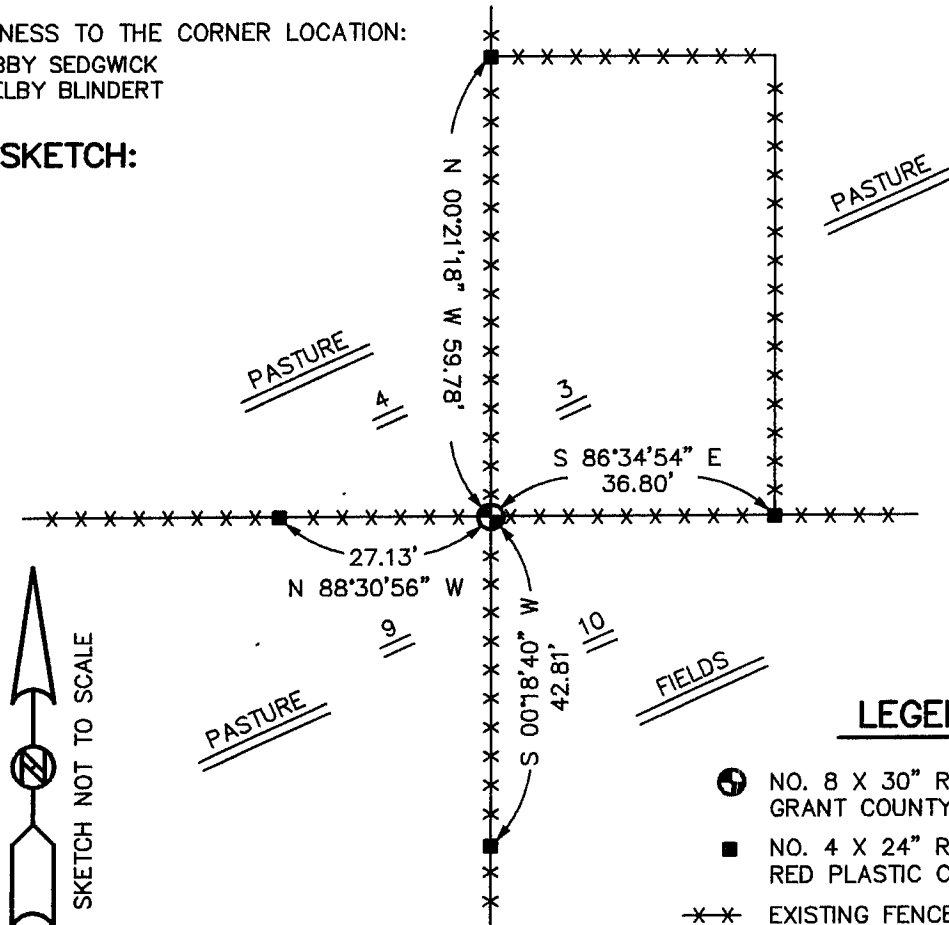 NESS TO THE CORNER LOCATION:
BBY SEDGWICK
ELBY BLINDERT
SKETCH:
PASTURE
N 00°21'18" W 59.78'
PASTURE
4
3
S 86°34'54" E
36.80'
27.13'
N 88°30'56" W
S 00°18'40" W
42.81'
9
10
FIELDS
PASTURE
SKETCH NOT TO SCALE
N
LEGE
NO. 8 X 30" R
GRANT COUNTY
NO. 4 X 24" R
RED PLASTIC C
EXISTING FENCE